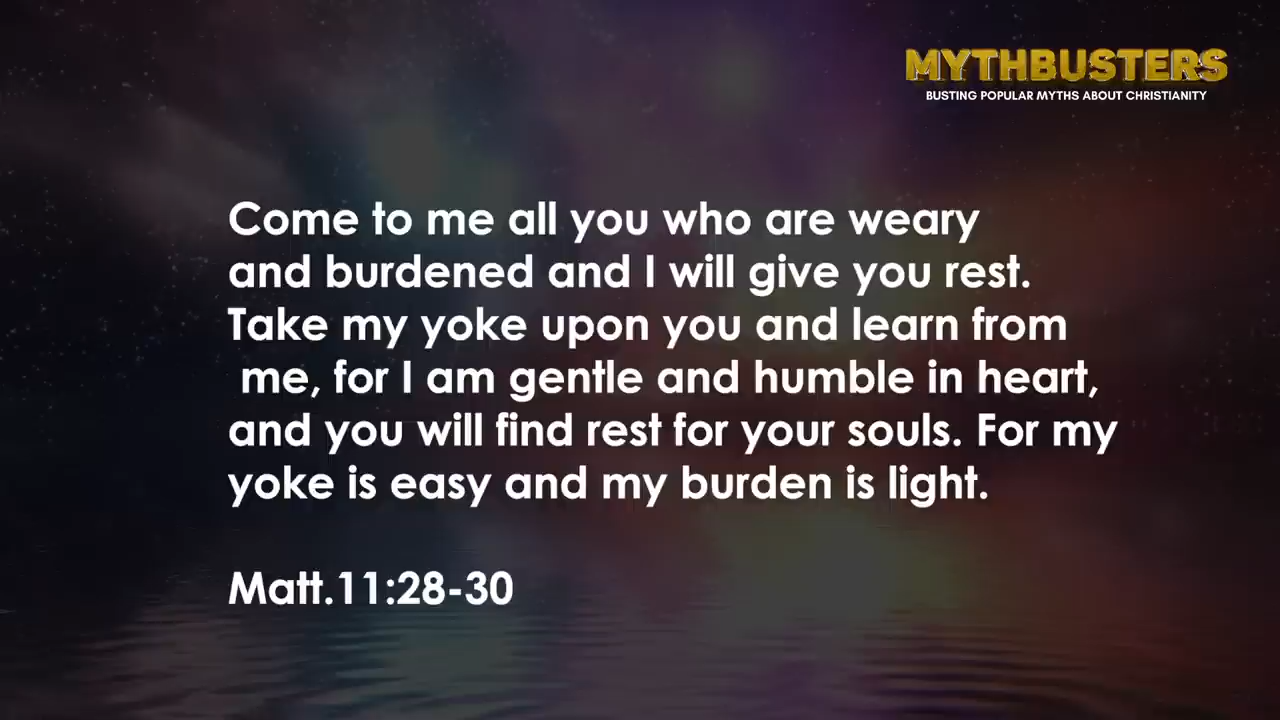 MYTHBUSTERS
BUSTING POPULAR MYTHS ABOUT CHRISTIANITY
Come to me all you who are weary
and burdened and I will give you rest.
Take my yoke upon you and learn from
me, for I am gentle and humble in heart,
and you will find rest for your souls. For my
yoke is easy and my burden is light.
Matt.11:28-30